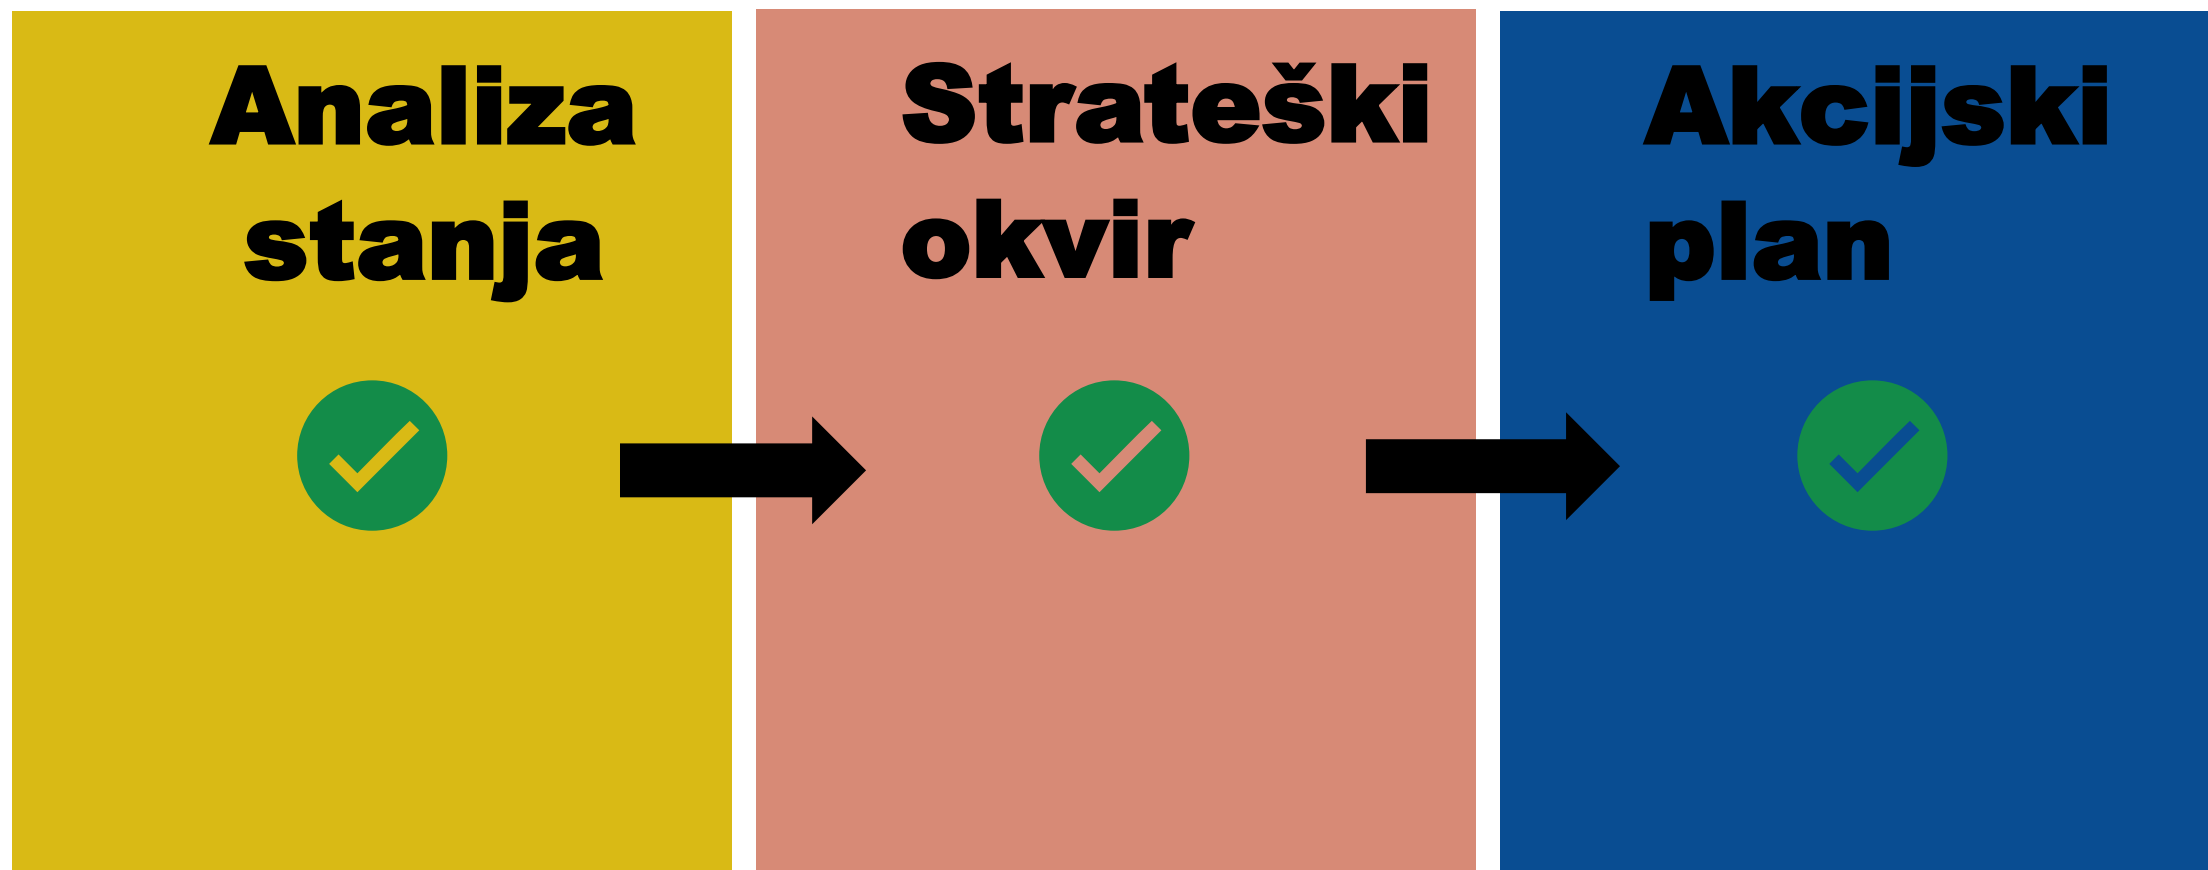 Analiza
stanja
Strateški
okvir
Akcijski
plan